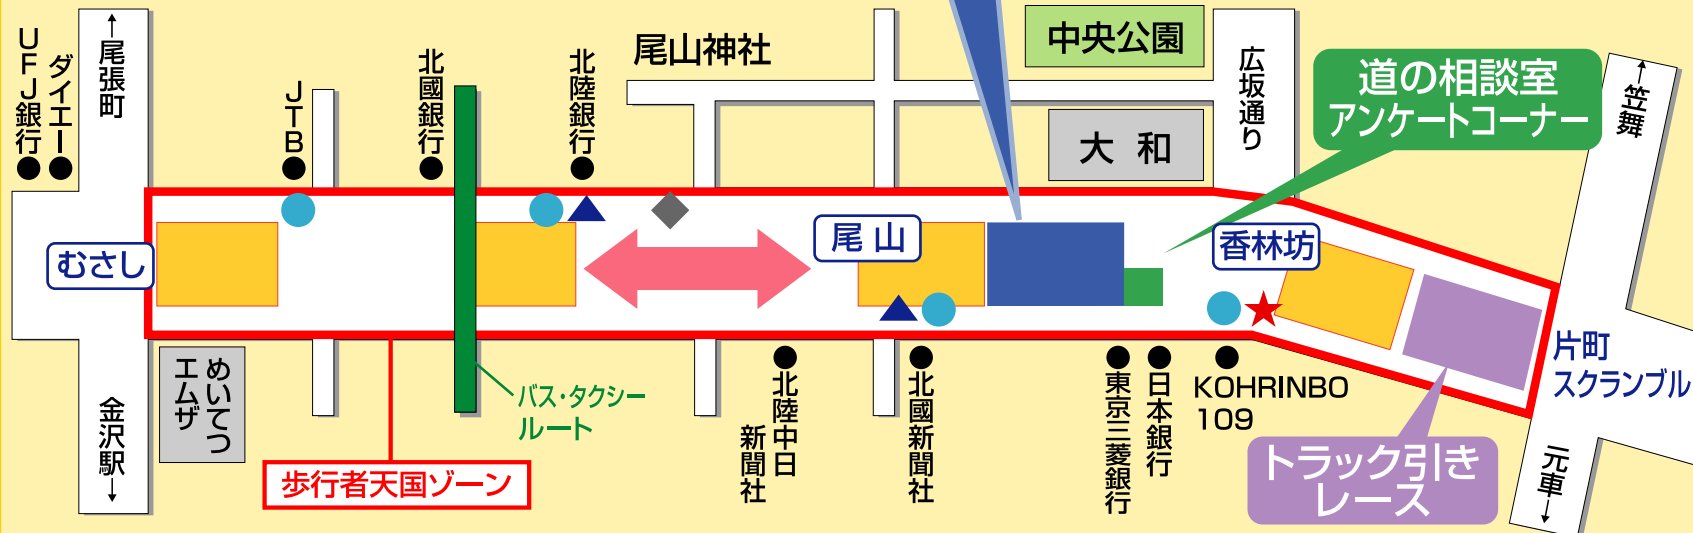 UFJ銀行
ダイエー
↑尾張町
JTB
北國銀行
北陸銀行
尾山神社
中央公園
大和
広坂通り
道の相談室
アンケートコーナー
↑笠舞
むさし
尾山
香林坊
片町
スクランブル
めいてつ
エムザ
金沢駅↓
バス・タクシー
ルート
歩行者天国ゾーン
北陸中日
新聞社
北國新聞社
東京三菱銀行
日本銀行
KOHRINBO
109
トラック引き
レース
元車↓